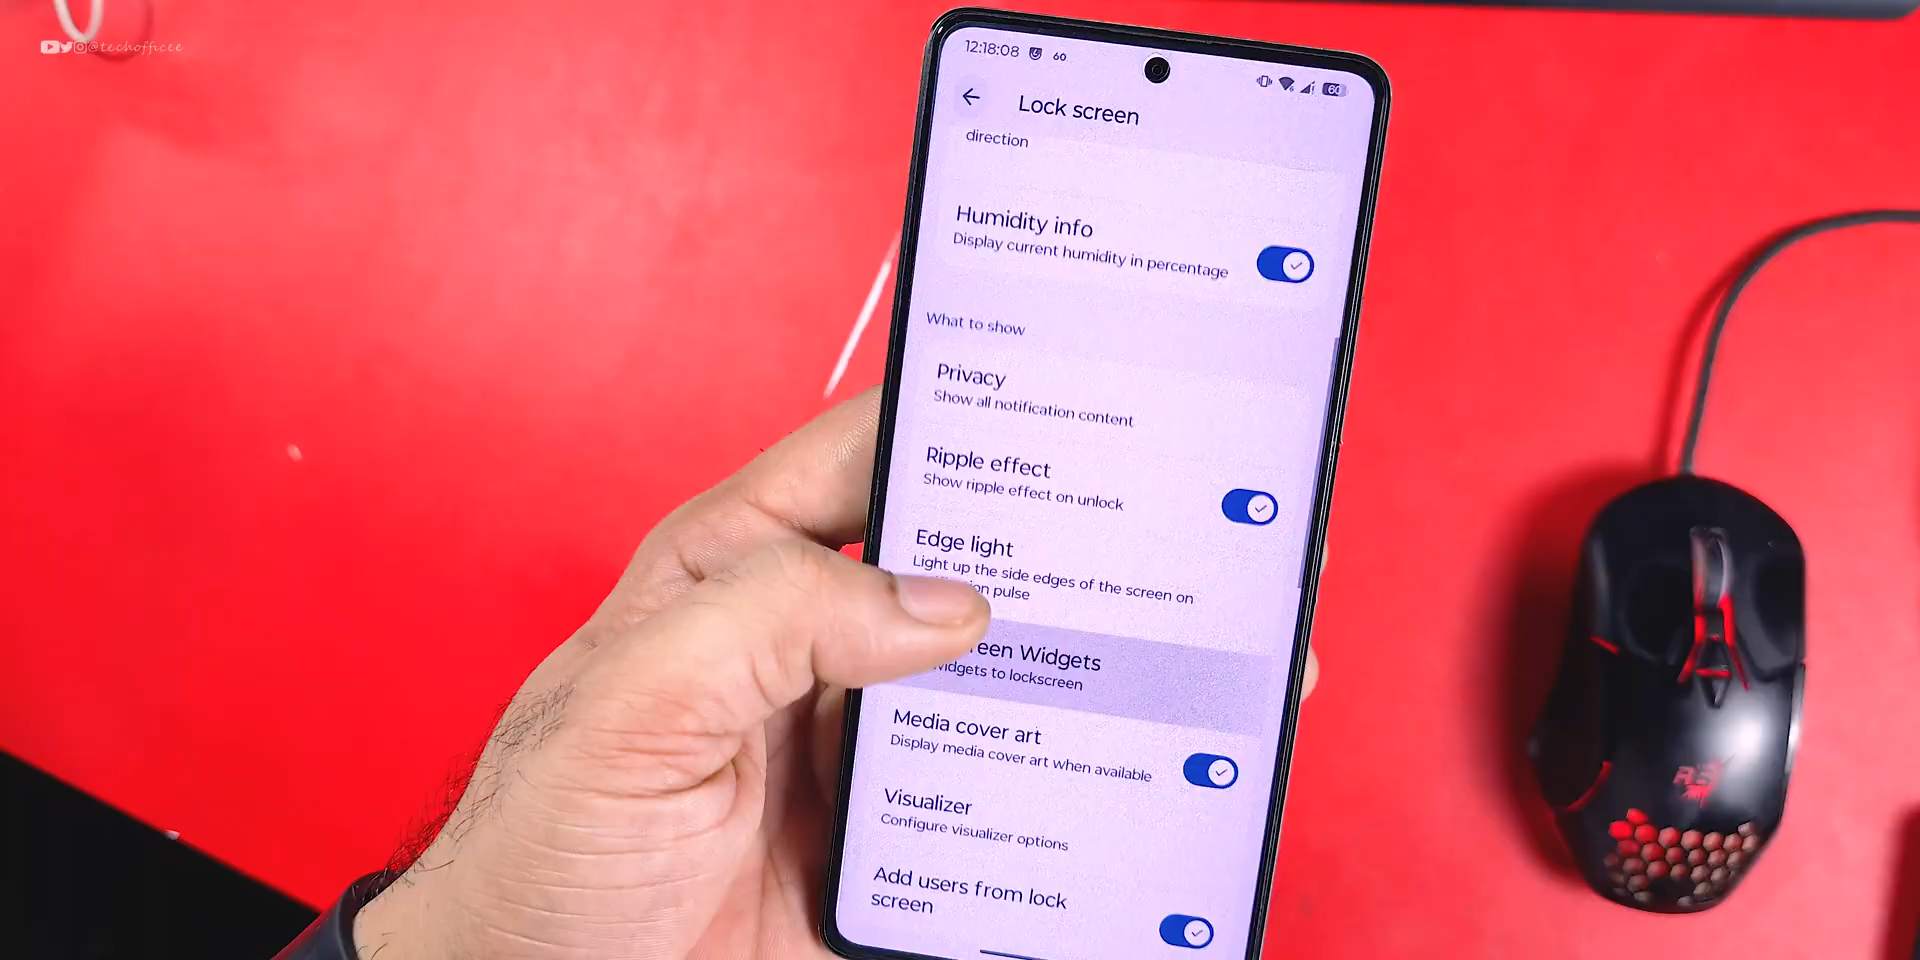 @techofficee
12:18:08 60
60
Lock screen
direction
Humidity info
Display current humidity in percentage
What to show
Privacy
Show all notification content
Ripple effect
Show ripple effect on unlock
Edge light
Light up the side edges of the screen on
pulse
Widgets
to lockscreen
Media cover art
Display media cover art when available
Visualizer
Configure visualizer options
Add users from lock
screen